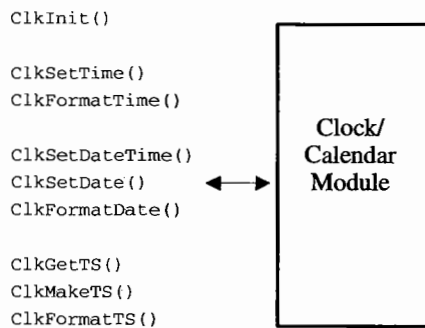 ClkInit()
ClkSetTime()
ClkFormatTime()
ClkSetDateTime()
ClkSetDate()
ClkFormatDate()
ClkGetTS()
ClkMakeTS()
ClkFormatTS()
Clock/
Calendar
Module